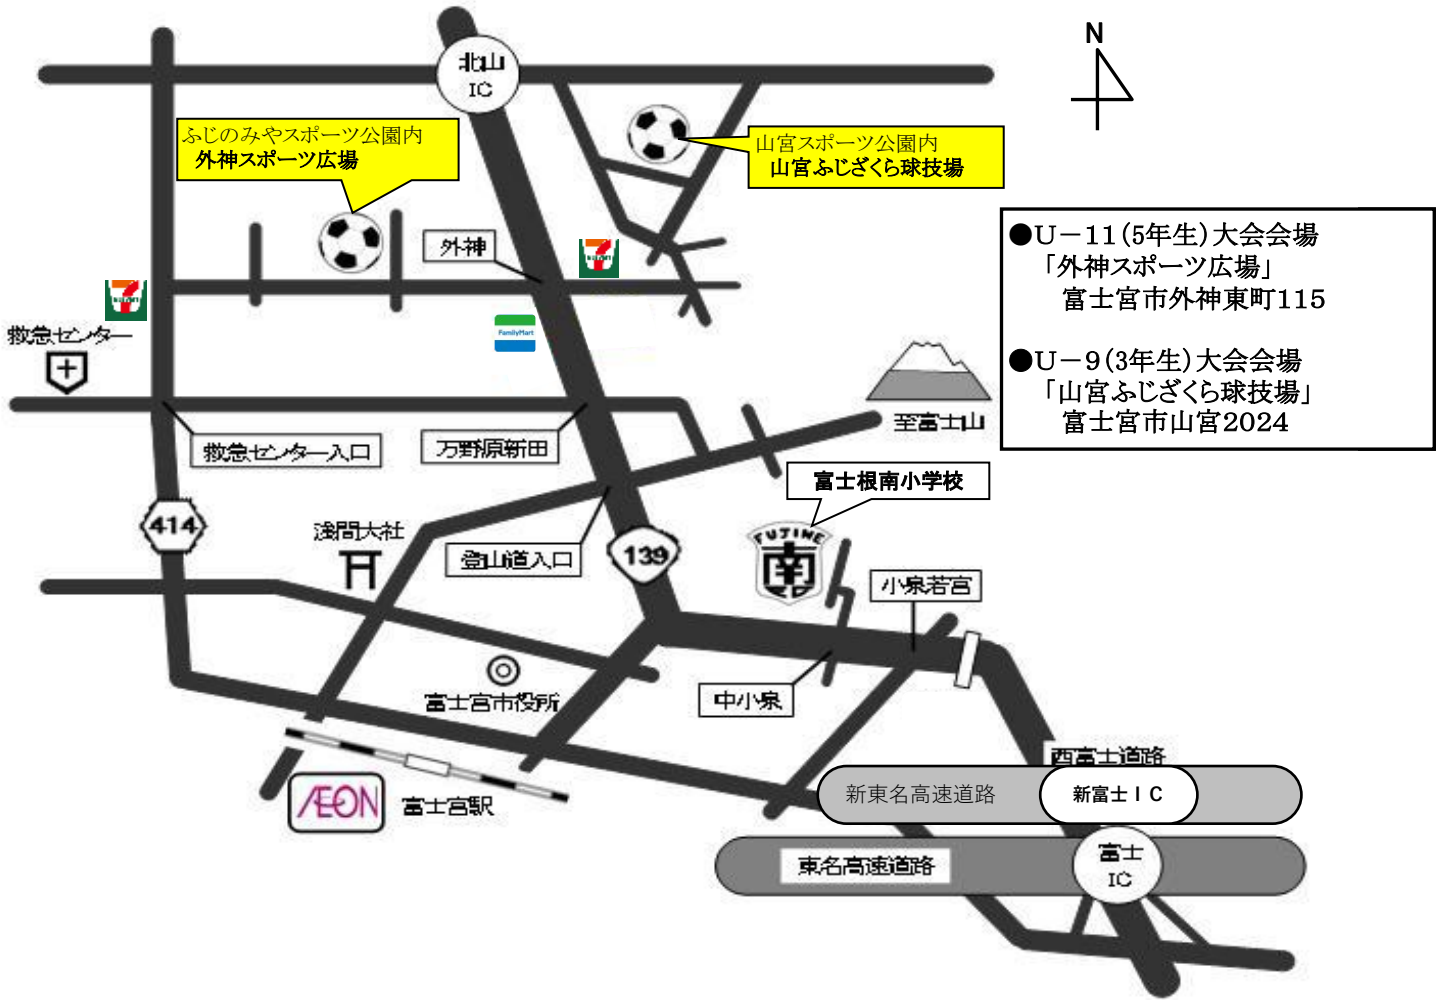 N
北山
IC
ふじのみやスポーツ公園内
外神スポーツ広場
山宮スポーツ公園内
山宮ふじざくら球技場
外神
●U－11(5年生)大会会場
「外神スポーツ広場」
富士宮市外神東町115
●U－9(3年生)大会会場
「山宮ふじざくら球技場」
富士宮市山宮2024
FamilyMart
救急センター
至富士山
救急センター入口
万野原新田
富士根南小学校
414
浅間大社
登山道入口
139
FUJINE
南
小泉若宮
富士宮市役所
中小泉
西富士道路
新東名高速道路
新富士ＩＣ
ÆON
富士宮駅
東名高速道路
富士
IC